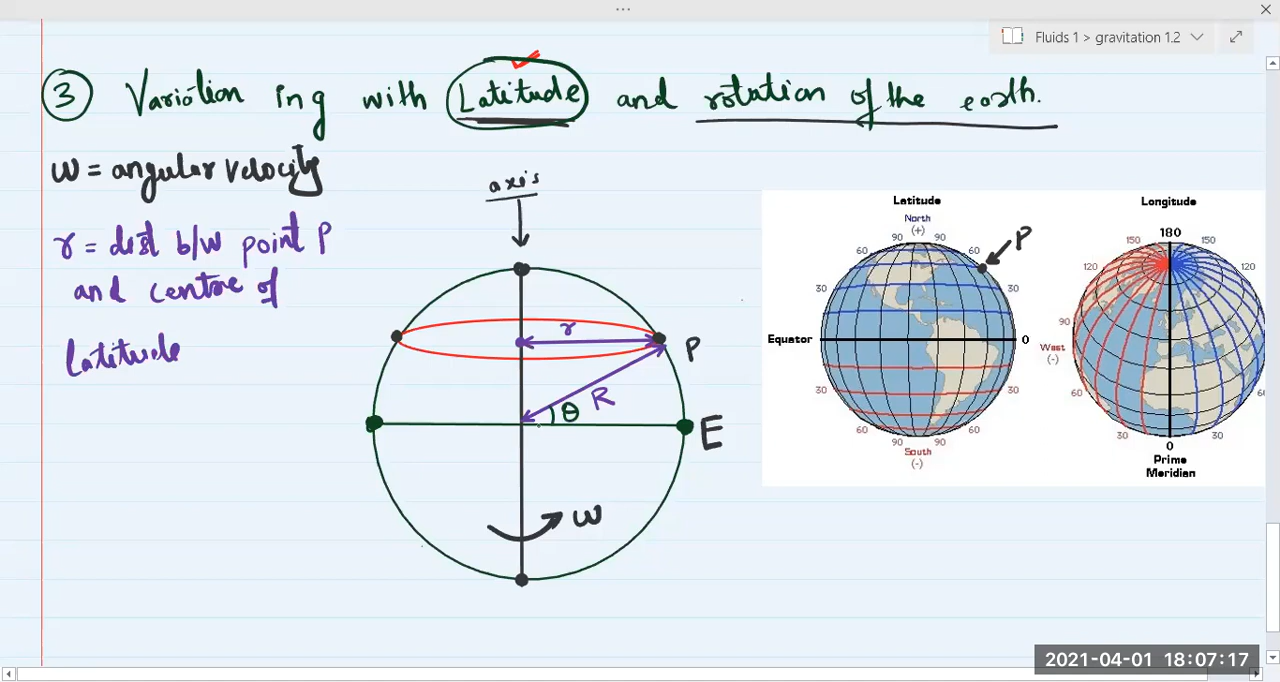 ...
Fluids 1 > gravitation 1.2
3 Variation in g with Latitude and rotation of the earth.
ω = angular velocity
r = dist b/w point P
and centre of
latitude
axis
r
P
R
θ
E
ω
Latitude
North
(+)
90 90
60
P
30 30
Equator 0
30 30
60 60
90 90
South
(-)
Longitude
180
150 150
120 120
90
West
(-)
60 60
30 30
0
Prime
Meridian
2021-04-01 18:07:17